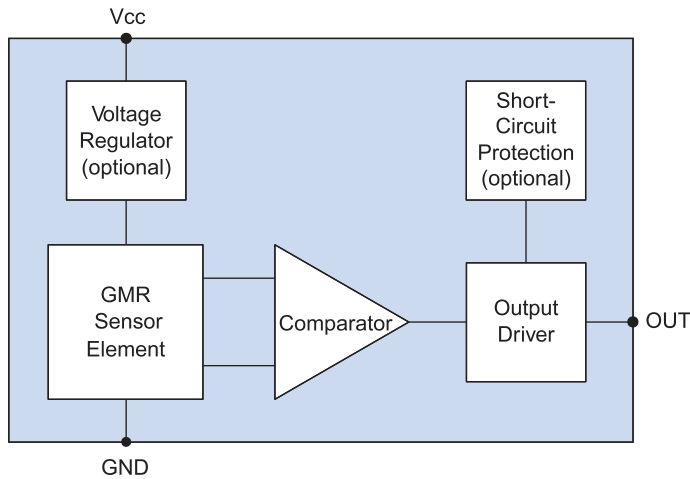 Vcc
Voltage
Regulator
(optional)
Short-
Circuit
Protection
(optional)
GMR
Sensor
Element
Comparator
Output
Driver
OUT
GND